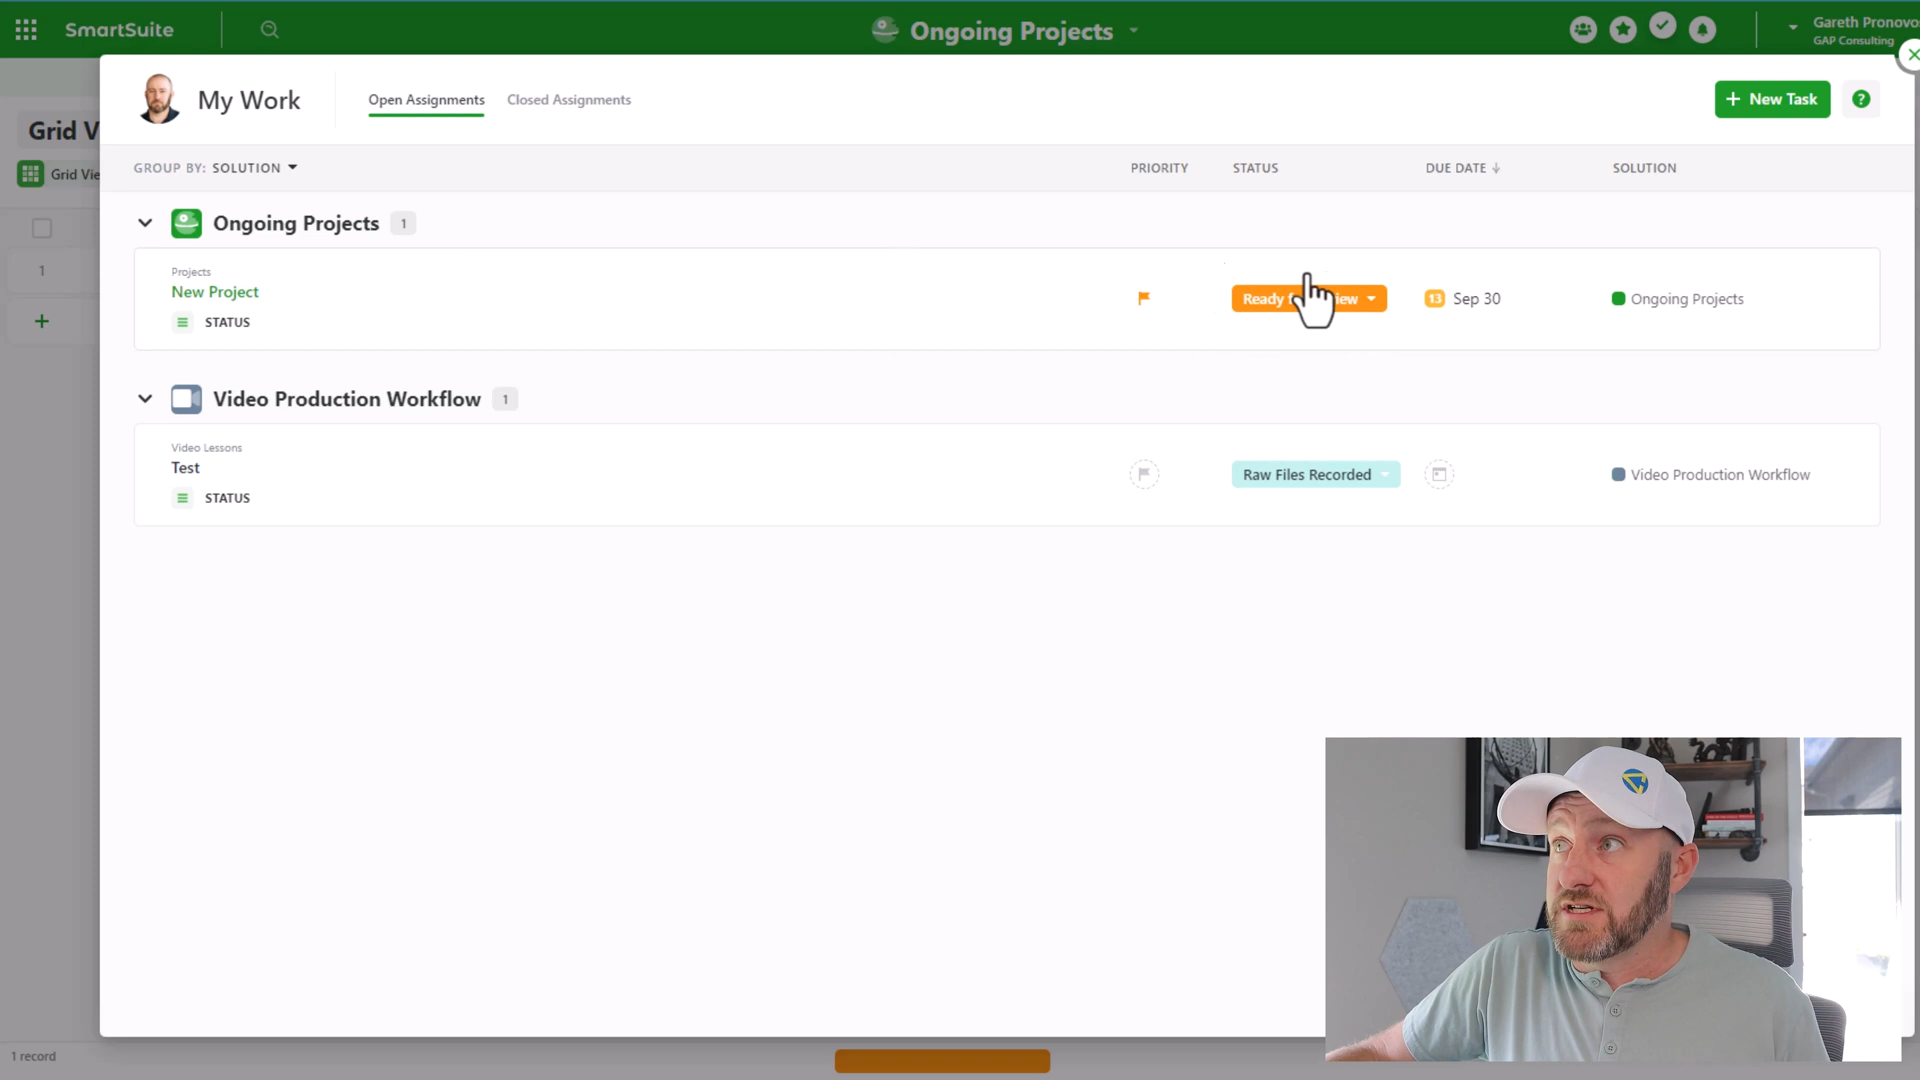 SmartSuite
Ongoing Projects
Gareth Pronovos
GAP Consulting
My Work
Open Assignments
Closed Assignments
+ New Task
?
Grid V
Grid Vie
GROUP BY: SOLUTION
PRIORITY
STATUS
DUE DATE
SOLUTION
Ongoing Projects 1
1
Projects
New Project
STATUS
Ready
13 Sep 30
Ongoing Projects
Video Production Workflow 1
Video Lessons
Test
STATUS
Raw Files Recorded
Video Production Workflow
1 record